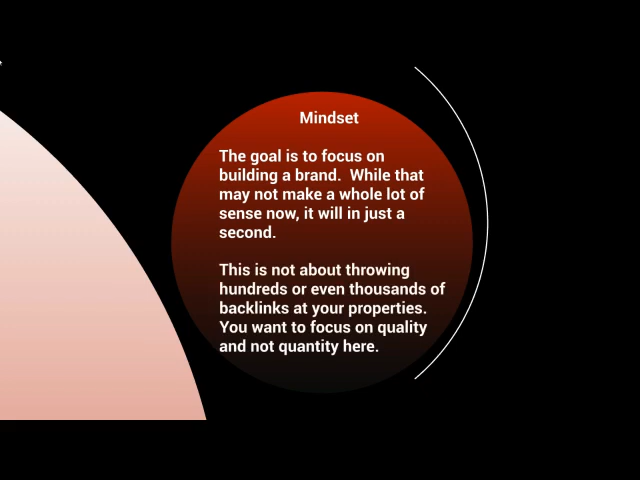 Mindset
The goal is to focus on
building a brand.  While that
may not make a whole lot of
sense now, it will in just a
second.
This is not about throwing
hundreds or even thousands of
backlinks at your properties.
You want to focus on quality
and not quantity here.